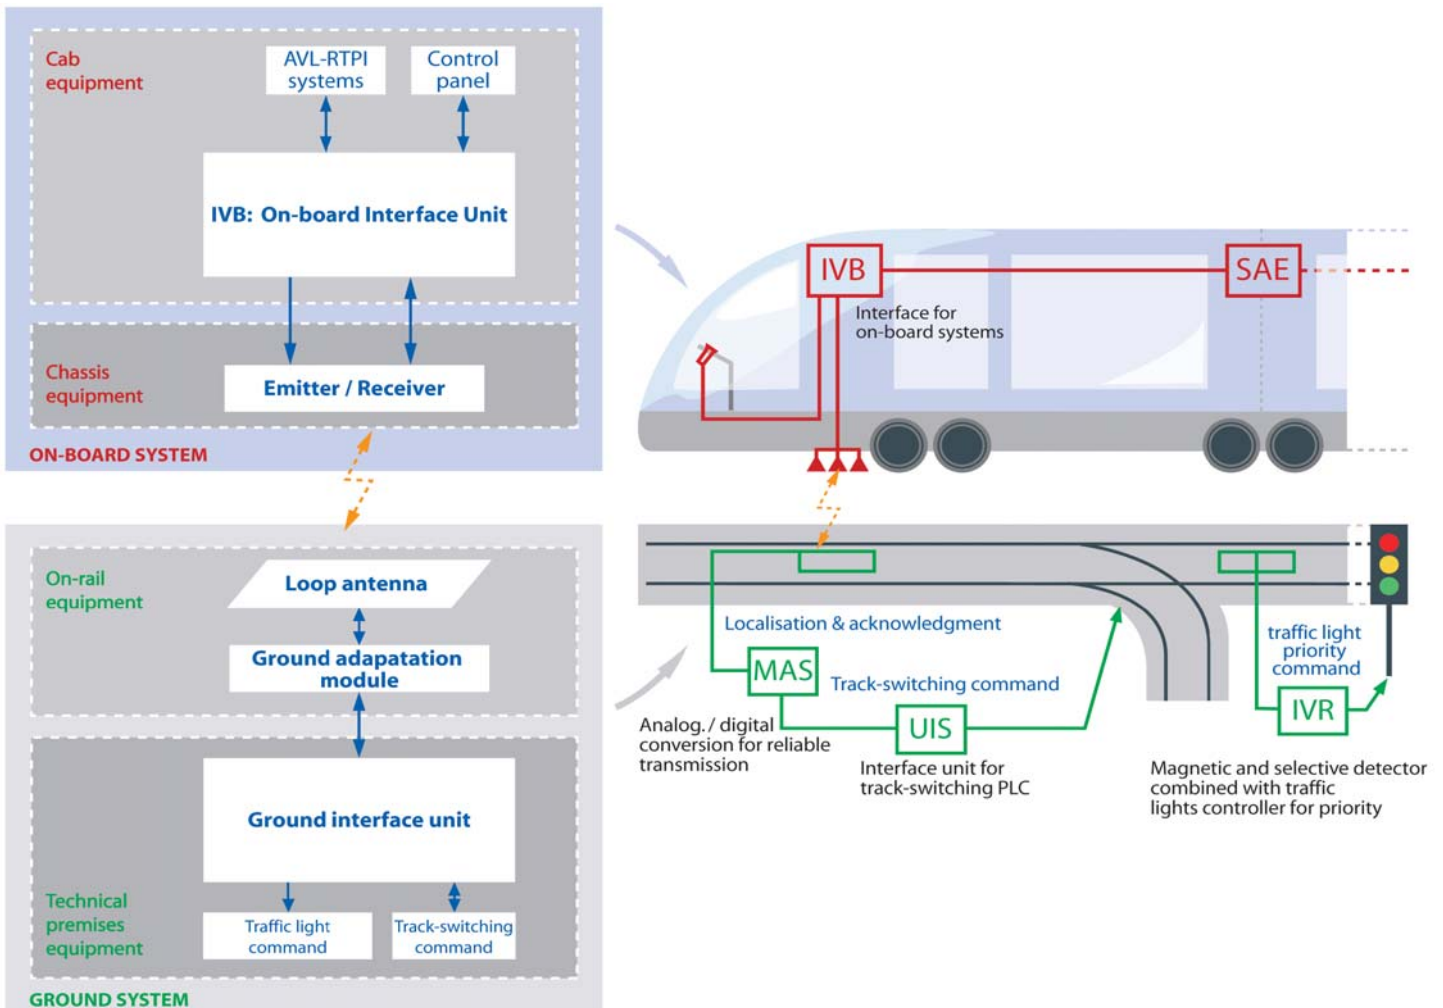 Cab
equipment
AVL-RTPI
systems
Control
panel
IVB: On-board Interface Unit
Chassis
equipment
Emitter / Receiver
ON-BOARD SYSTEM
On-rail
equipment
Loop antenna
Ground adapatation
module
Ground interface unit
Technical
premises
equipment
Traffic light
command
Track-switching
command
GROUND SYSTEM
IVB
SAE
Interface for
on-board systems
Localisation & acknowledgment
MAS
Track-switching command
Analog. / digital
conversion for reliable
transmission
UIS
Interface unit for
track-switching PLC
traffic light
priority
command
IVR
Magnetic and selective detector
combined with traffic
lights controller for priority